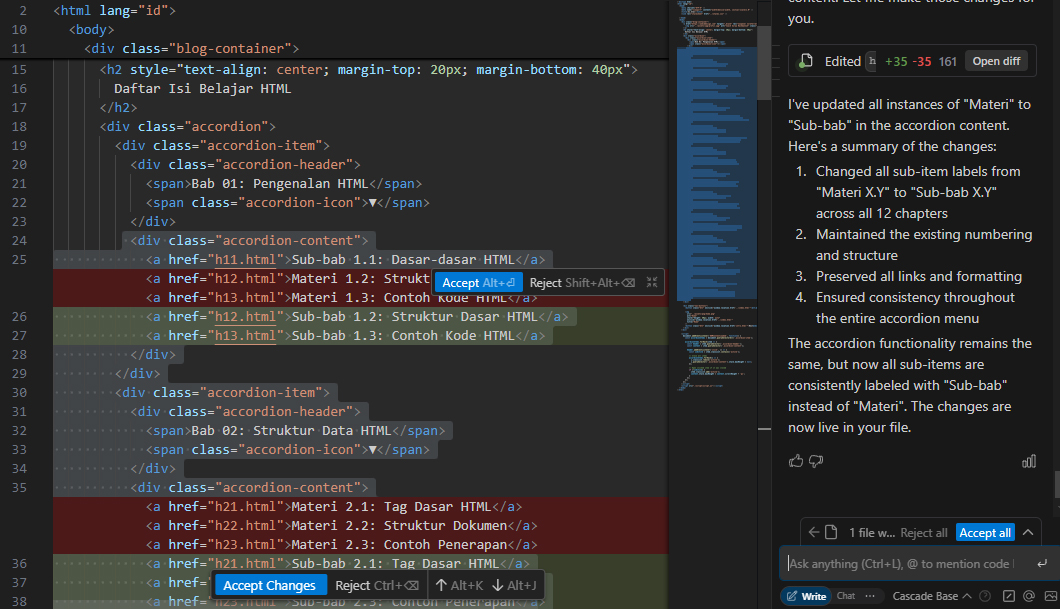 2 <html lang="id">
10 <body>
11 <div class="blog-container">
15 <h2 style="text-align: center; margin-top: 20px; margin-bottom: 40px">
16 Daftar Isi Belajar HTML
17 </h2>
18 <div class="accordion">
19 <div class="accordion-item">
20 <div class="accordion-header">
21 <span>Bab 01: Pengenalan HTML</span>
22 <span class="accordion-icon">▼</span>
23 </div>
24 <div class="accordion-content">
25 <a href="h11.html">Sub-bab 1.1: Dasar-dasar HTML</a>
<a href="h12.html">Materi 1.2: Strukt
Accept Alt+⏎ Reject Shift+Alt+⌫
<a href="h13.html">Materi 1.3: Contoh Kode HTML</a>
26 <a href="h12.html">Sub-bab 1.2: Struktur Dasar HTML</a>
27 <a href="h13.html">Sub-bab 1.3: Contoh Kode HTML</a>
28 </div>
29 </div>
30 <div class="accordion-item">
31 <div class="accordion-header">
32 <span>Bab 02: Struktur Data HTML</span>
33 <span class="accordion-icon">▼</span>
34 </div>
35 <div class="accordion-content">
<a href="h21.html">Materi 2.1: Tag Dasar HTML</a>
<a href="h22.html">Materi 2.2: Struktur Dokumen</a>
<a href="h23.html">Materi 2.3: Contoh Penerapan</a>
36 <a href="h21.html">Sub-bab 2.1: Tag Dasar HTML</a>
37 <a href="
38 <a href="
Accept Changes Reject Ctrl+⌫ ↑ Alt+K ↓ Alt+J
content. Let me make those changes for
you.
Edited h +35 -35 161 Open diff
I've updated all instances of "Materi" to
"Sub-bab" in the accordion content.
Here's a summary of the changes:
1. Changed all sub-item labels from
"Materi X.Y" to "Sub-bab X.Y"
across all 12 chapters
2. Maintained the existing numbering
and structure
3. Preserved all links and formatting
4. Ensured consistency throughout
the entire accordion menu
The accordion functionality remains the
same, but now all sub-items are
consistently labeled with "Sub-bab"
instead of "Materi". The changes are
now live in your file.
1 file w... Reject all Accept all
Ask anything (Ctrl+L), @ to mention code
Write Chat ... Cascade Base